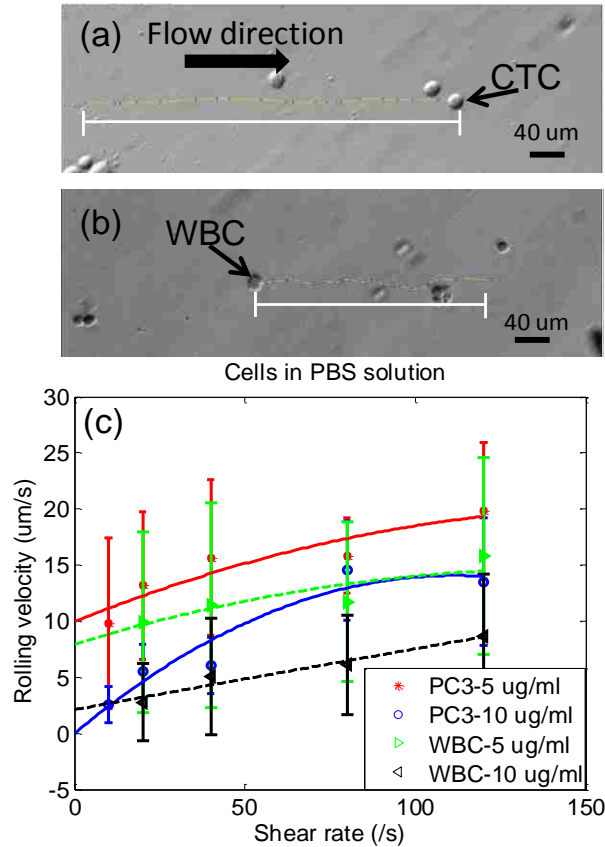 (a)
Flow direction
CTC
40 um
(b)
WBC
40 um
Cells in PBS solution
(c)
30
25
20
15
10
5
0
-5
Rolling velocity (um/s)
0
50
100
150
Shear rate (/s)
PC3-5 ug/ml
PC3-10 ug/ml
WBC-5 ug/ml
WBC-10 ug/ml